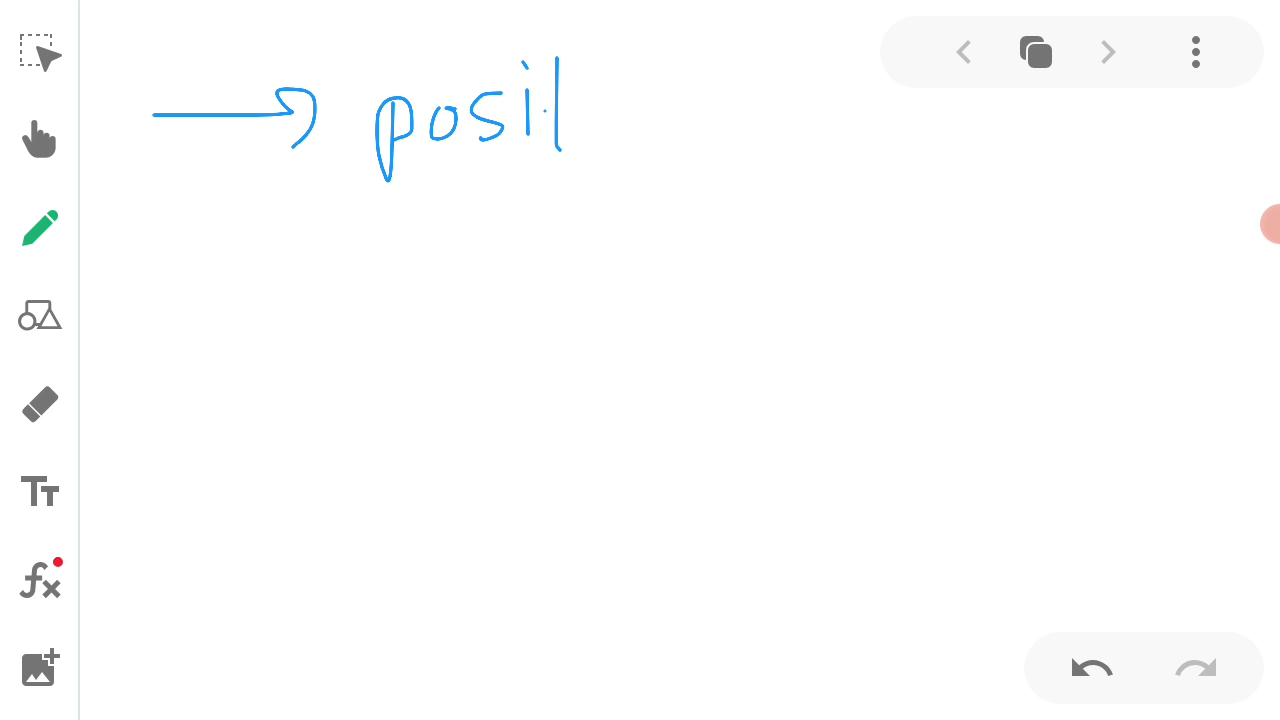 → posil